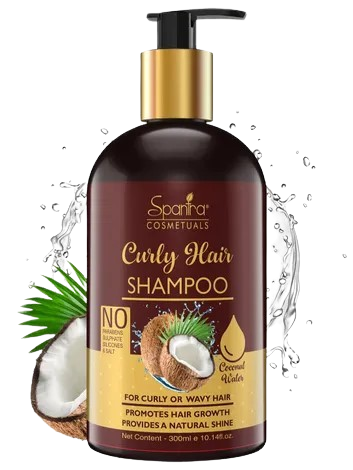 Spantra®
COSMETUALS
Curly Hair
SHAMPOO
NO
PARABENS
SULPHATE
SILICONES
& SALT
Coconut
Water
FOR CURLY OR WAVY HAIR
PROMOTES HAIR GROWTH
PROVIDES A NATURAL SHINE
Net Content - 300ml e 10.14fl.oz.